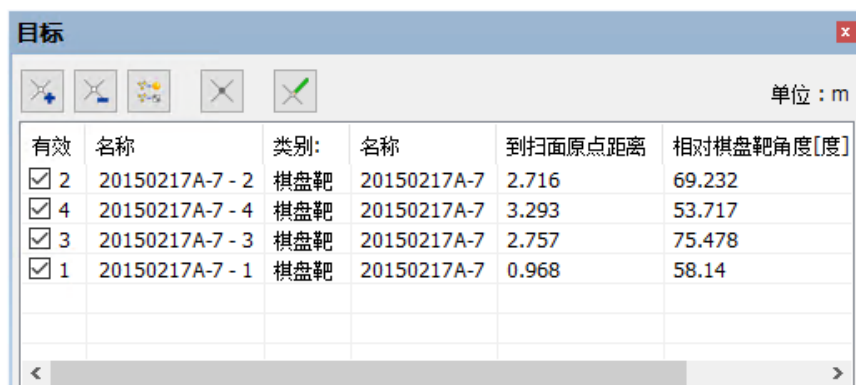 目标
单位：m
有效 名称 类别: 名称 到扫面原点距离 相对棋盘靶角度[度]
2 20150217A-7 - 2 棋盘靶 20150217A-7 2.716 69.232
4 20150217A-7 - 4 棋盘靶 20150217A-7 3.293 53.717
3 20150217A-7 - 3 棋盘靶 20150217A-7 2.757 75.478
1 20150217A-7 - 1 棋盘靶 20150217A-7 0.968 58.14